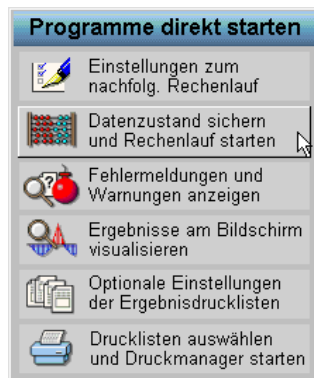 Programme direkt starten
Einstellungen zum
nachfolg. Rechenlauf
Datenzustand sichern
und Rechenlauf starten
Fehlermeldungen und
Warnungen anzeigen
Ergebnisse am Bildschirm
visualisieren
Optionale Einstellungen
der Ergebnisdrucklisten
Drucklisten auswählen
und Druckmanager starten